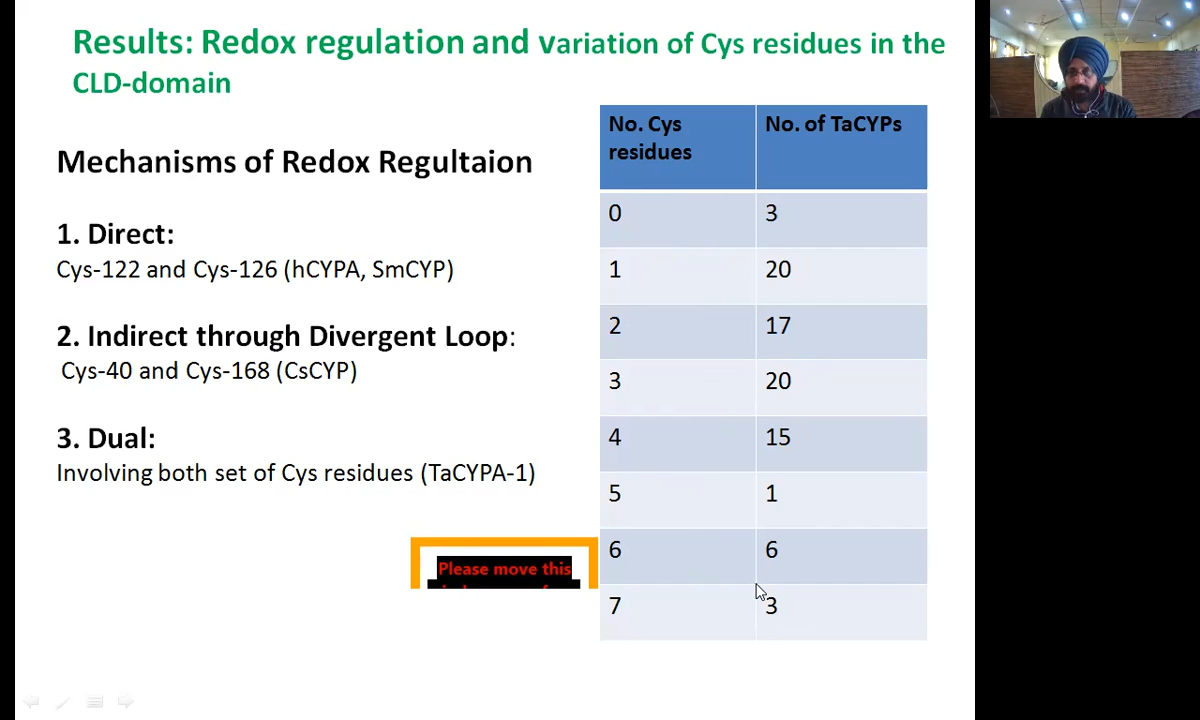 Results: Redox regulation and variation of Cys residues in the
CLD-domain
Mechanisms of Redox Regultaion
1. Direct:
Cys-122 and Cys-126 (hCYPA, SmCYP)
2. Indirect through Divergent Loop:
Cys-40 and Cys-168 (CsCYP)
3. Dual:
Involving both set of Cys residues (TaCYPA-1)
Please move this
No. Cys residues No. of TaCYPs
0 3
1 20
2 17
3 20
4 15
5 1
6 6
7 3